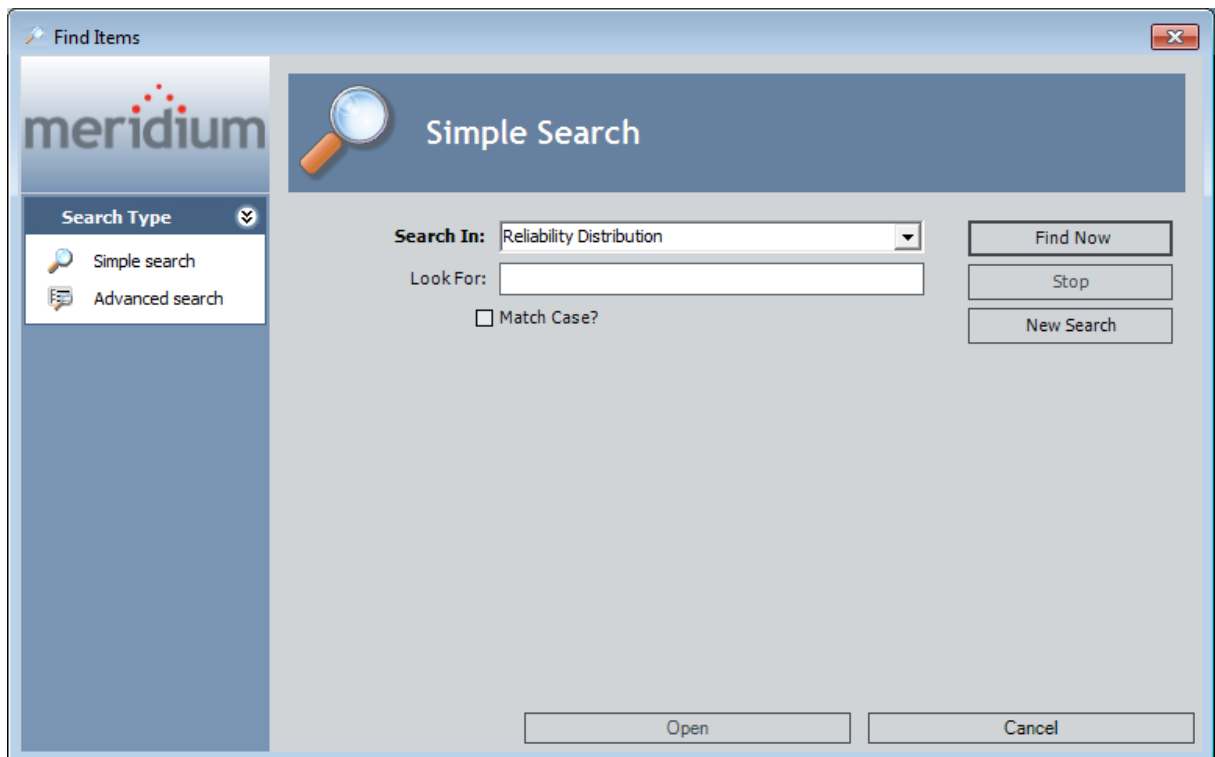 Find Items
meridium
Simple Search
Search Type
Simple search
Advanced search
Search In: Reliability Distribution
Look For:
Match Case?
Find Now
Stop
New Search
Open
Cancel